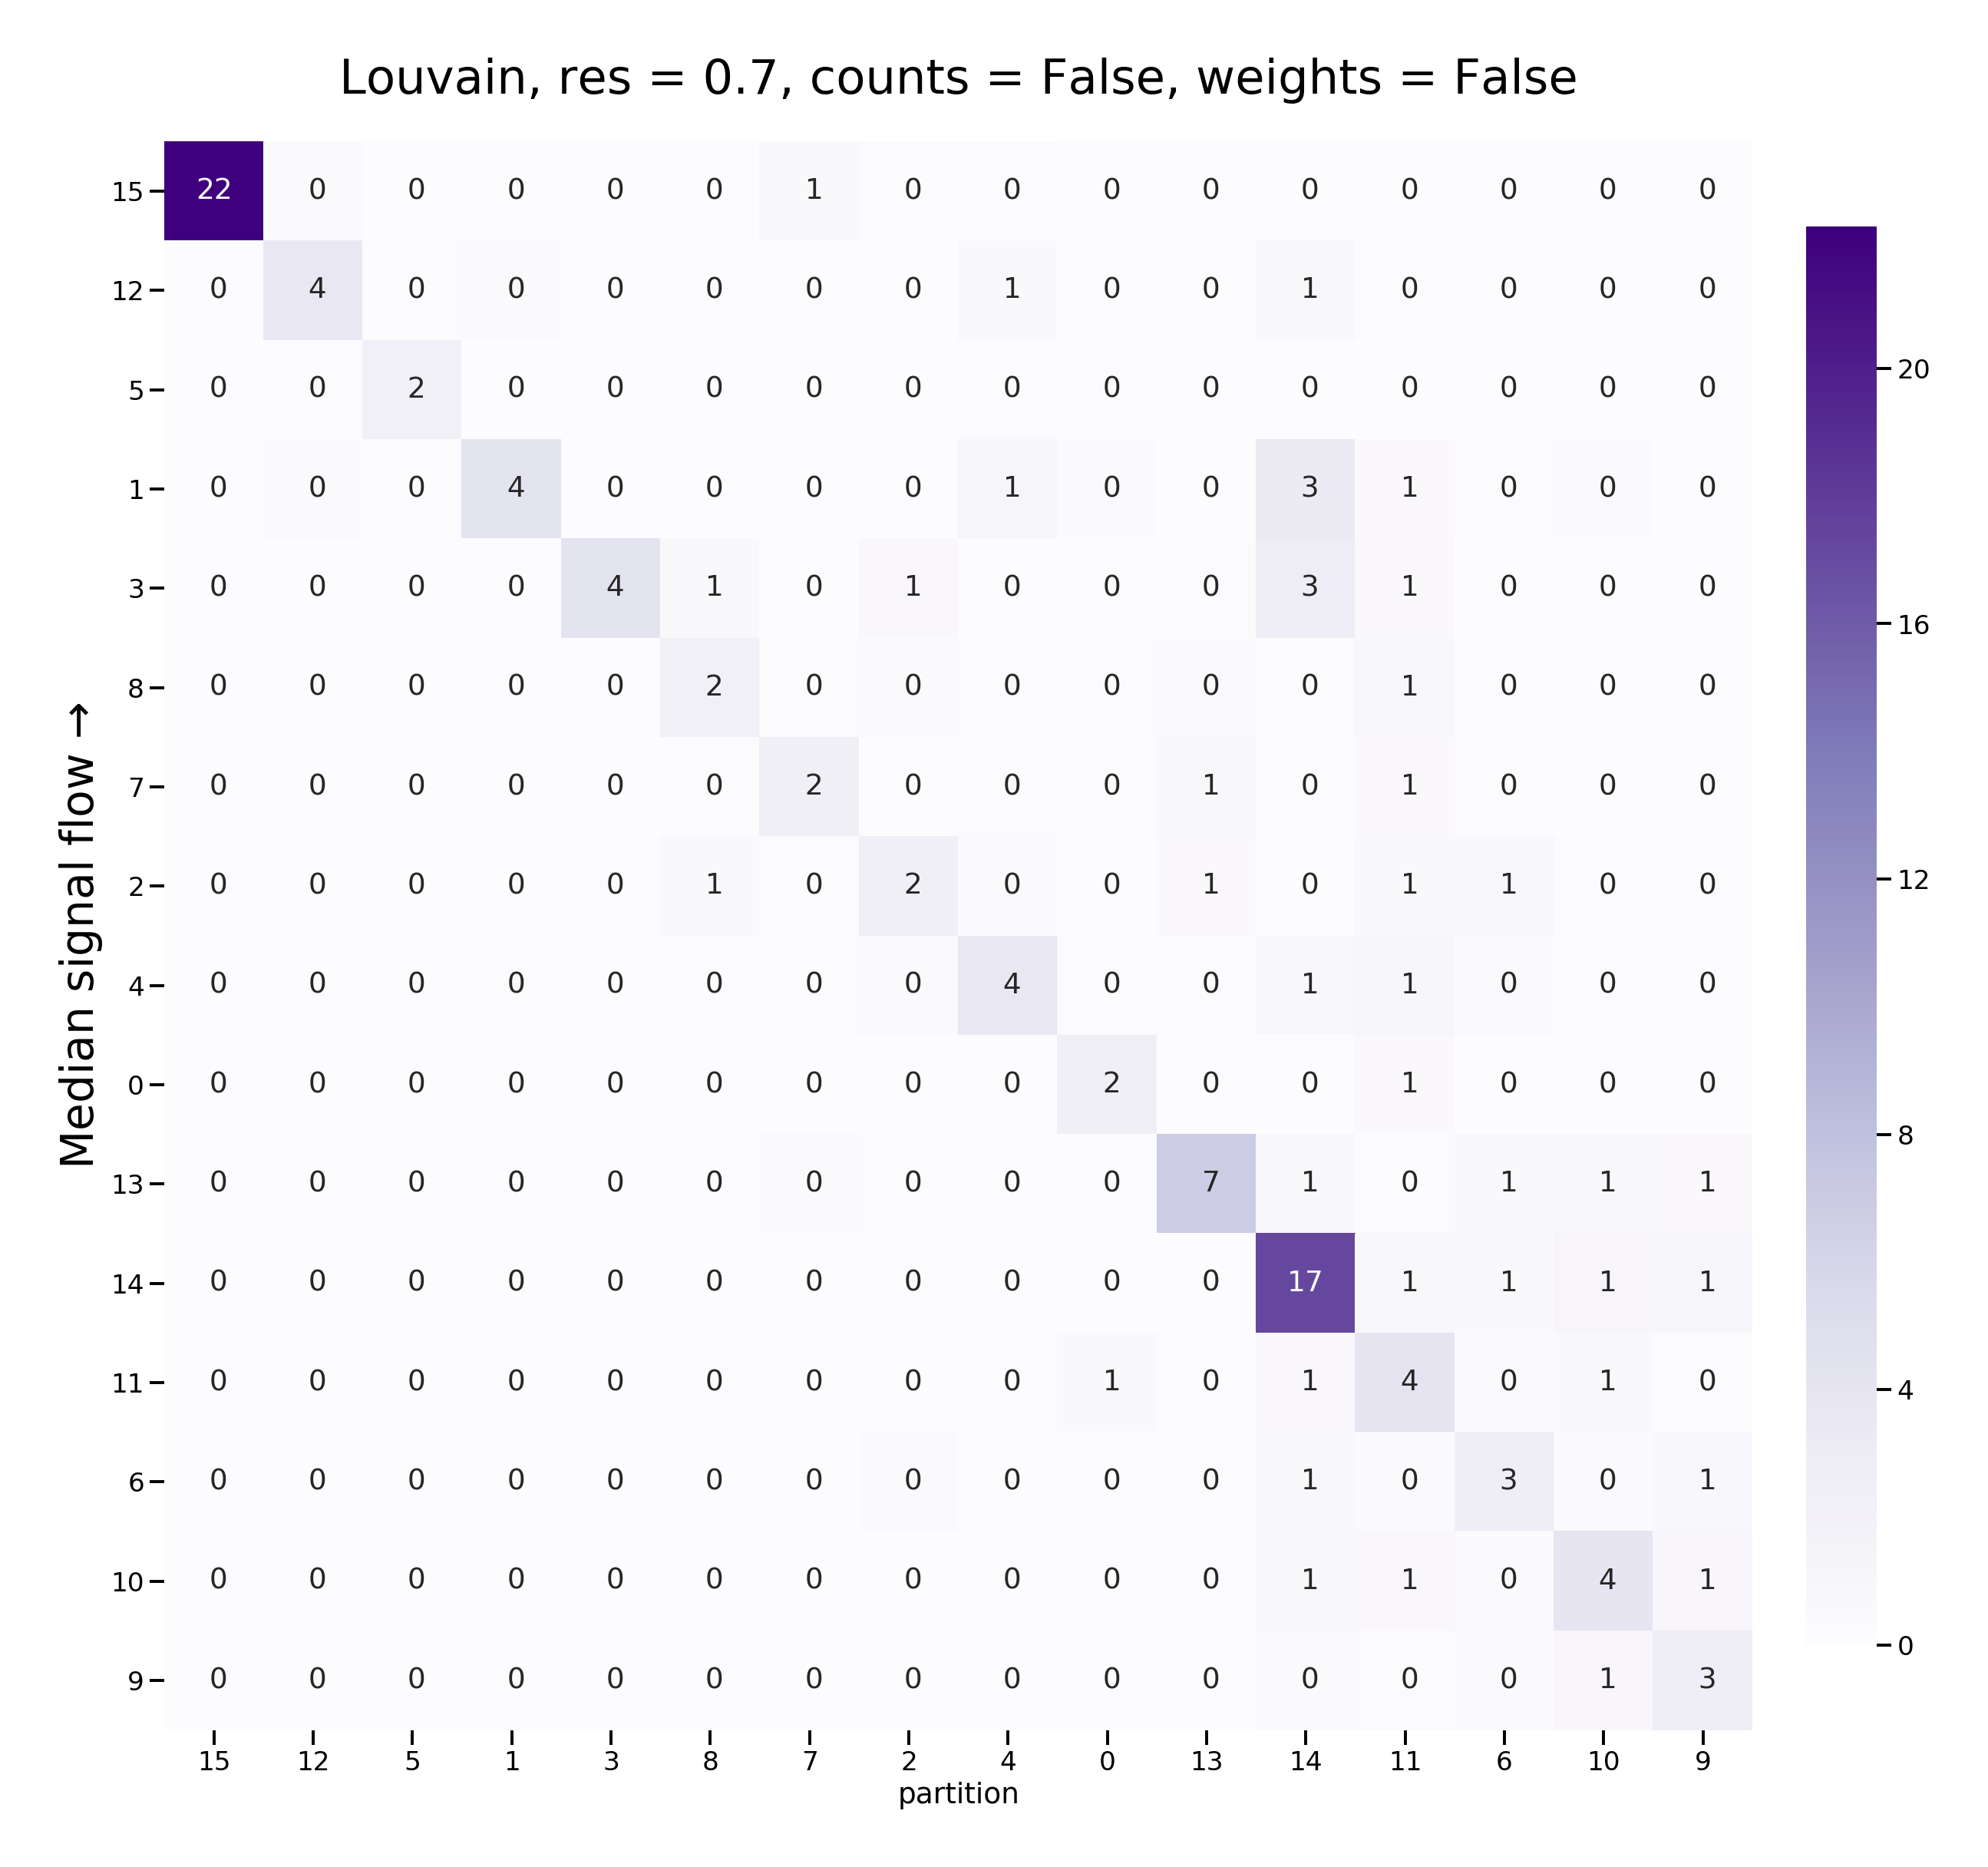 Louvain, res = 0.7, counts = False, weights = False
15 22 0 0 0 0 0 1 0 0 0 0 0 0 0 0 0
12 0 4 0 0 0 0 0 0 1 0 0 1 0 0 0 0
5 0 0 2 0 0 0 0 0 0 0 0 0 0 0 0 0
1 0 0 0 4 0 0 0 0 1 0 0 3 1 0 0 0
3 0 0 0 0 4 1 0 1 0 0 0 3 1 0 0 0
8 0 0 0 0 0 2 0 0 0 0 0 0 1 0 0 0
7 0 0 0 0 0 0 2 0 0 0 1 0 1 0 0 0
2 0 0 0 0 0 1 0 2 0 0 1 0 1 1 0 0
4 0 0 0 0 0 0 0 0 4 0 0 1 1 0 0 0
0 0 0 0 0 0 0 0 0 0 2 0 0 1 0 0 0
13 0 0 0 0 0 0 0 0 0 0 7 1 0 1 1 1
14 0 0 0 0 0 0 0 0 0 0 0 17 1 1 1 1
11 0 0 0 0 0 0 0 0 0 1 0 1 4 0 1 0
6 0 0 0 0 0 0 0 0 0 0 0 1 0 3 0 1
10 0 0 0 0 0 0 0 0 0 0 0 1 1 0 4 1
9 0 0 0 0 0 0 0 0 0 0 0 0 0 0 1 3
15 12 5 1 3 8 7 2 4 0 13 14 11 6 10 9
partition
Median signal flow →
20
16
12
8
4
0